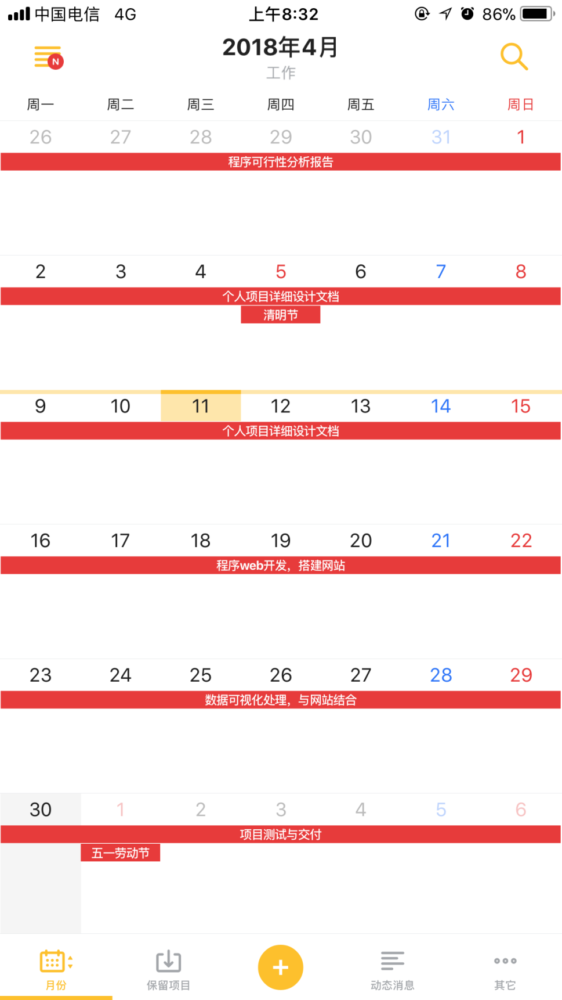 中国电信 4G 上午8:32 86%
2018年4月
N
工作
周一 周二 周三 周四 周五 周六 周日
26 27 28 29 30 31 1
程序可行性分析报告
2 3 4 5 6 7 8
个人项目详细设计文档
清明节
9 10 11 12 13 14 15
个人项目详细设计文档
16 17 18 19 20 21 22
程序web开发，搭建网站
23 24 25 26 27 28 29
数据可视化处理，与网站结合
30 1 2 3 4 5 6
项目测试与交付
五一劳动节
月份 保留项目 动态消息 其它